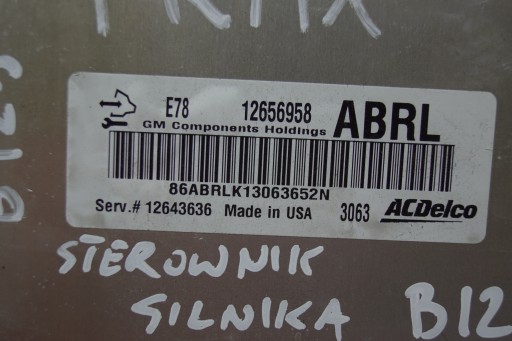 E78 12656958 ABRL
GM Components Holdings
86ABRLK13063652N
Serv.# 12643636 Made in USA 3063 ACDelco
STEROWNIK
SILNIKA B12